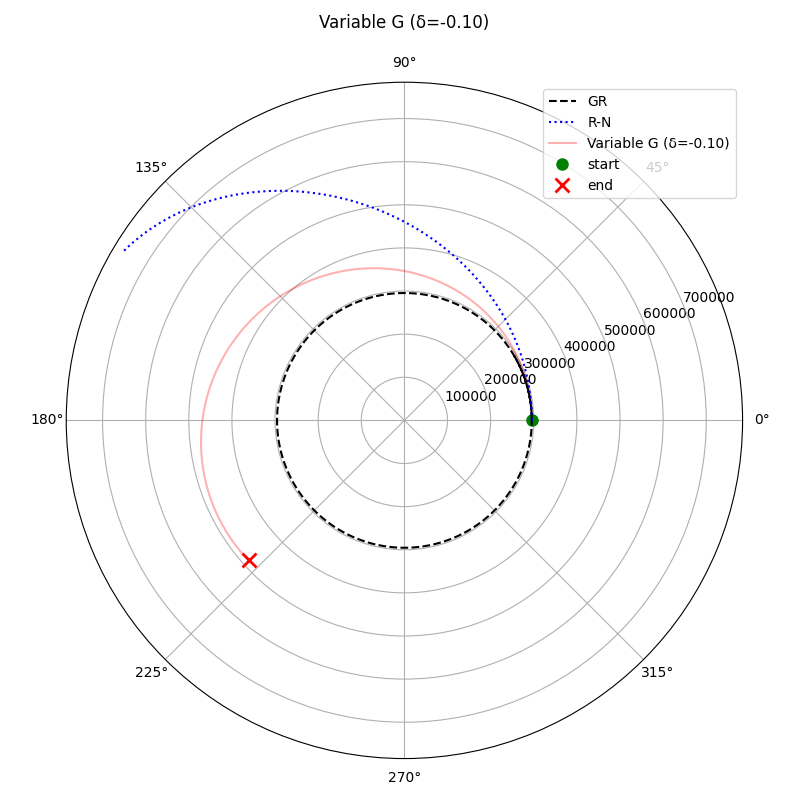 Variable G (δ=-0.10)
90°
GR
R-N
Variable G (δ=-0.10)
start
end
135°
45°
700000
600000
500000
400000
300000
200000
100000
180°
0°
225°
315°
270°